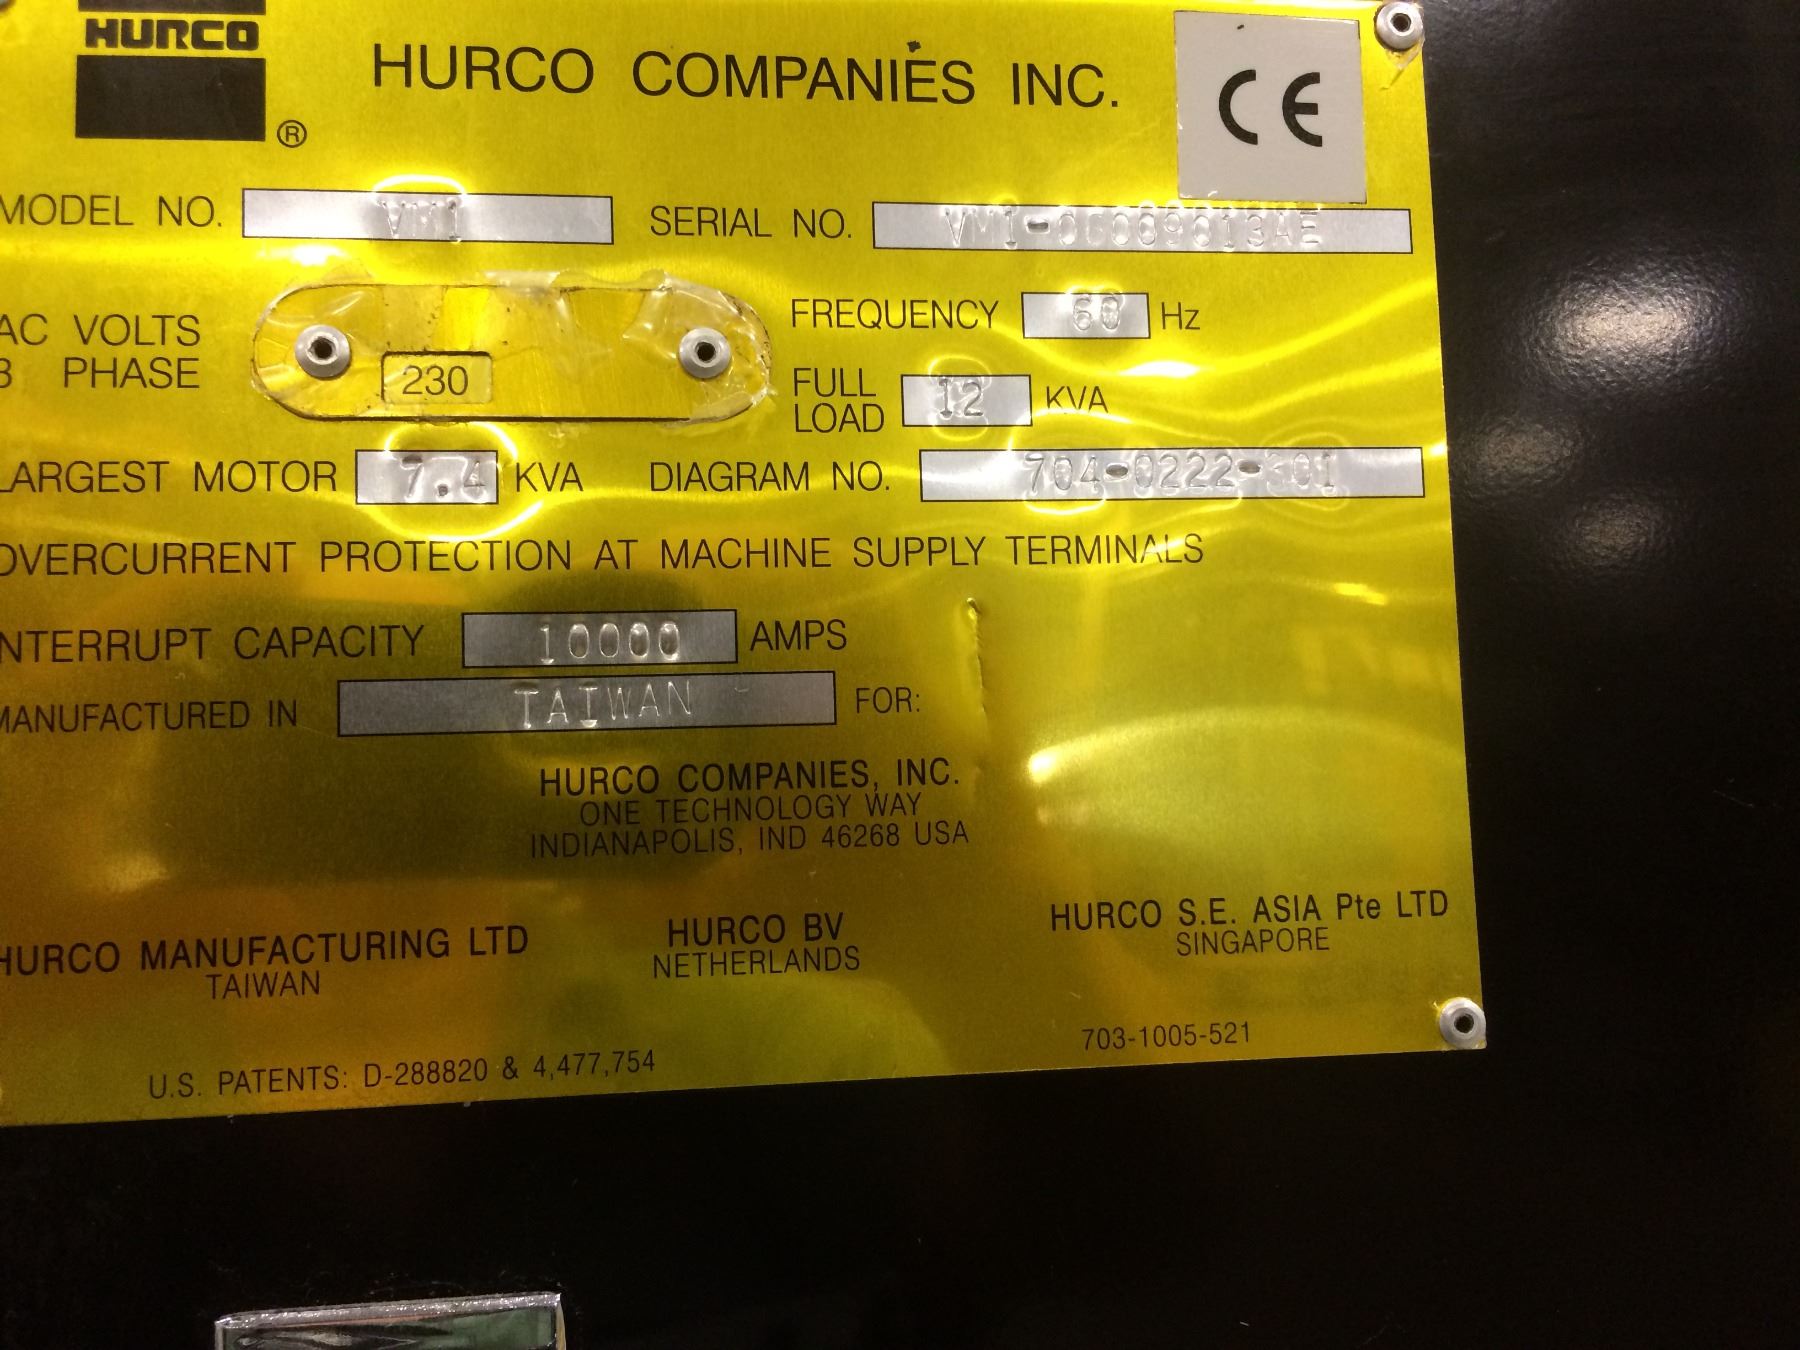 HURCO
®
HURCO COMPANIES INC.
CE
MODEL NO. VM1 SERIAL NO.
AC VOLTS
3 PHASE
230
FREQUENCY 60 Hz
FULL
LOAD 12 KVA
LARGEST MOTOR 7.4 KVA DIAGRAM NO. 704-0222-301
OVERCURRENT PROTECTION AT MACHINE SUPPLY TERMINALS
INTERRUPT CAPACITY 10000 AMPS
MANUFACTURED IN TAIWAN FOR:
HURCO COMPANIES, INC.
ONE TECHNOLOGY WAY
INDIANAPOLIS, IND 46268 USA
HURCO MANUFACTURING LTD
TAIWAN
HURCO BV
NETHERLANDS
HURCO S.E. ASIA Pte LTD
SINGAPORE
703-1005-521
U.S. PATENTS: D-288820 & 4,477,754